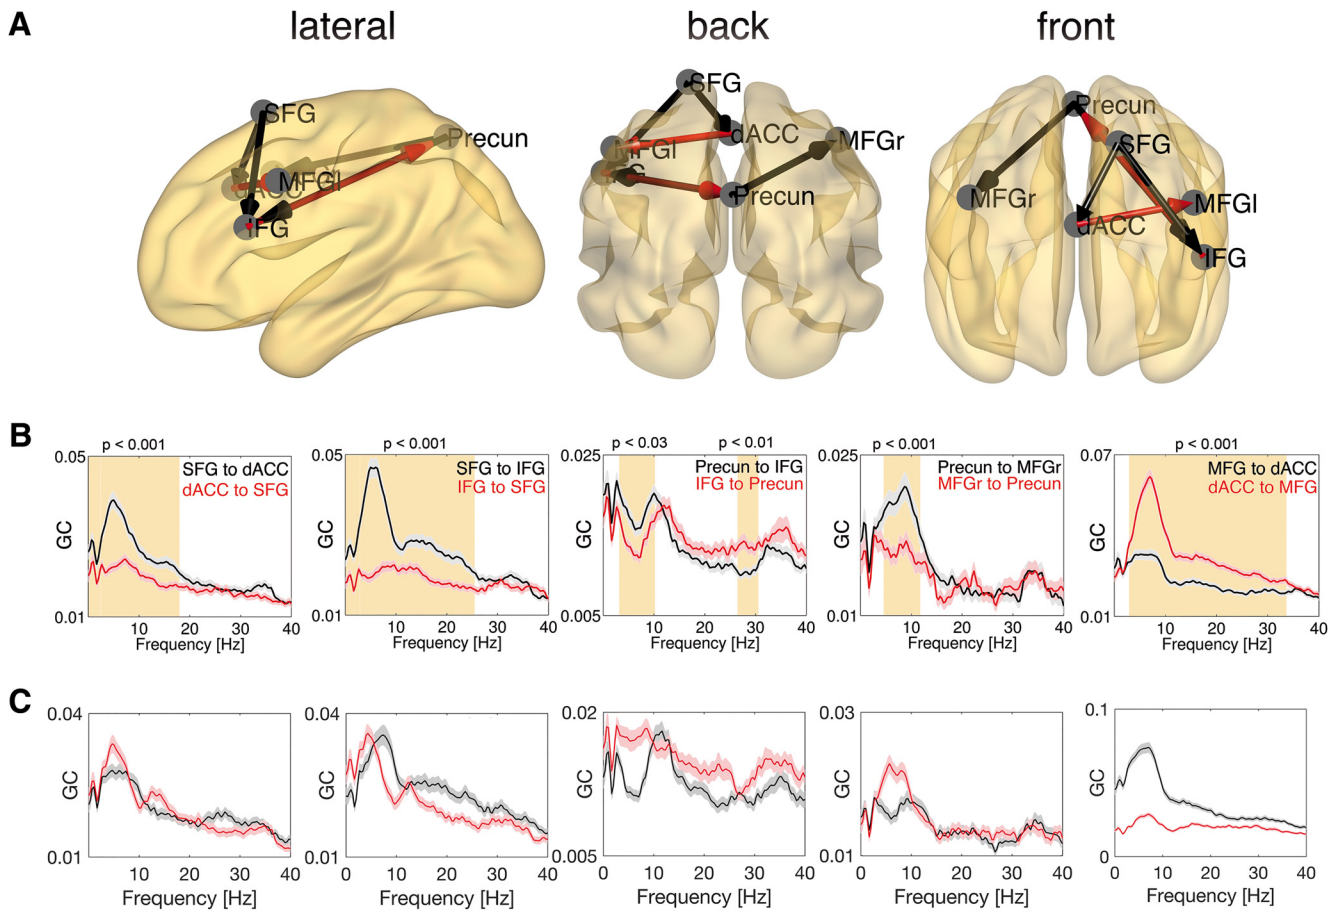 A
lateral
back
front
SFG
Precun
dACC
MFGl
IFG
SFG
dACC
MFGl
MFGr
IFG
Precun
Precun
SFG
MFGr
MFGl
dACC
IFG
B
p < 0.001
p < 0.001
p < 0.03
p < 0.01
p < 0.001
p < 0.001
0.05
SFG to dACC
dACC to SFG
GC
0.01
10
20
30
40
Frequency [Hz]
0.05
SFG to IFG
IFG to SFG
GC
0.01
10
20
30
40
Frequency [Hz]
0.025
Precun to IFG
IFG to Precun
GC
0.005
10
20
30
40
Frequency [Hz]
0.025
Precun to MFGr
MFGr to Precun
GC
0.01
10
20
30
40
Frequency [Hz]
0.07
MFG to dACC
dACC to MFG
GC
0.01
10
20
30
40
Frequency [Hz]
C
0.04
GC
0.01
10
20
30
40
Frequency [Hz]
0.04
GC
0.01
0
10
20
30
40
Frequency [Hz]
0.02
GC
0.005
0
10
20
30
40
Frequency [Hz]
0.03
GC
0.01
0
10
20
30
40
Frequency [Hz]
0.1
GC
0
0
10
20
30
40
Frequency [Hz]